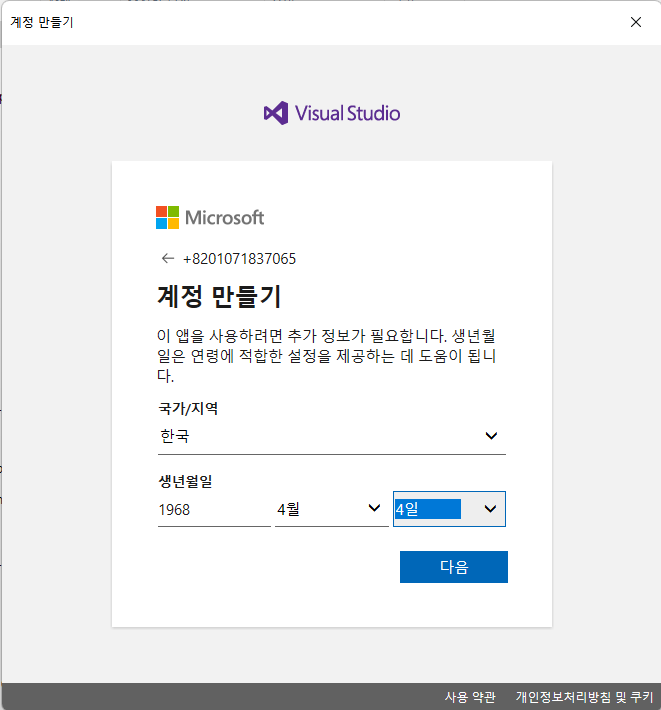 계정 만들기
Visual Studio
Microsoft
+8201071837065
계정 만들기
이 앱을 사용하려면 추가 정보가 필요합니다. 생년월
일은 연령에 적합한 설정을 제공하는 데 도움이 됩니
다.
국가/지역
한국
생년월일
1968 4월 4일
다음
사용 약관 개인정보처리방침 및 쿠키